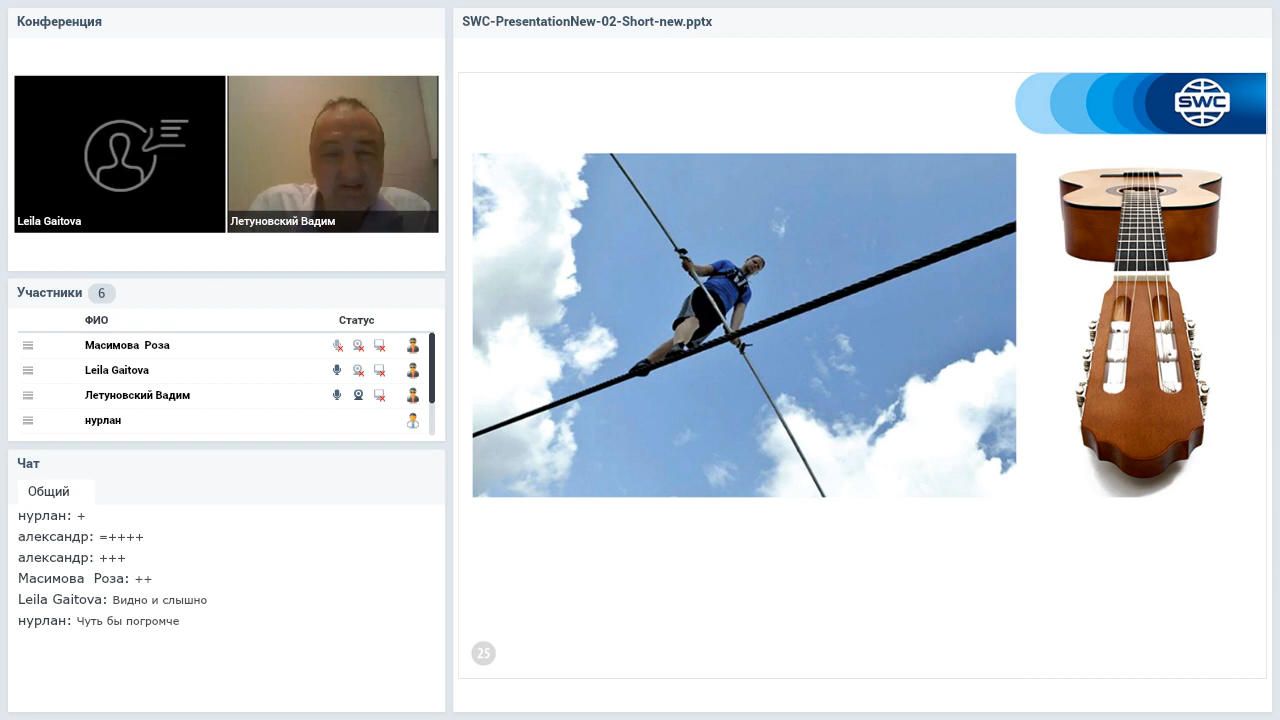 Конференция
Leila Gaitova
Летуновский Вадим
Участники 6
ФИО Статус
Масимова Роза
Leila Gaitova
Летуновский Вадим
нурлан
Чат
Общий
нурлан: +
александр: =++++
александр: +++
Масимова Роза: ++
Leila Gaitova: Видно и слышно
нурлан: Чуть бы погромче
SWC-PresentationNew-02-Short-new.pptx
SWC
25